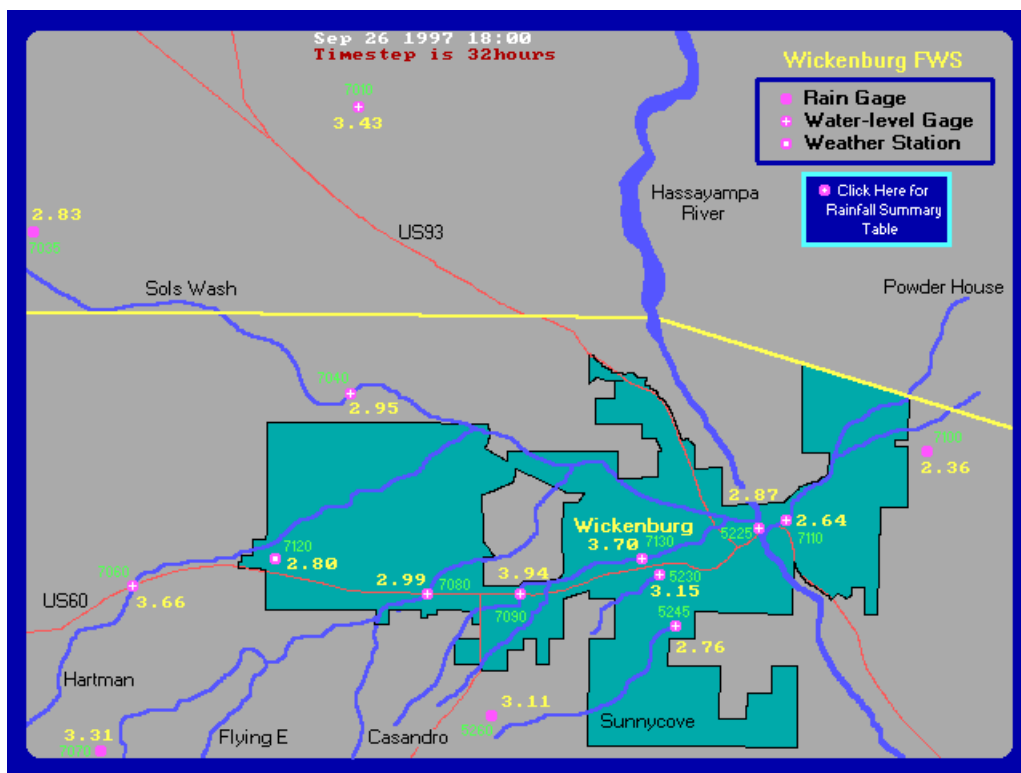 Sep 26 1997 18:00
Timestep is 32hours
Wickenburg FWS
Rain Gage
Water-level Gage
Weather Station
Click Here for
Rainfall Summary
Table
7010
3.43
Hassayampa
River
2.83
7035
US93
Sols Wash
Powder House
7040
2.95
7100
2.36
2.87
Wickenburg
2.64
5225
7110
3.70
7130
7120
2.80
7060
3.66
2.99
7080
3.94
7090
5230
3.15
US60
5245
2.76
Hartman
3.11
5260
Sunnycove
3.31
7070
Flying E
Casandro